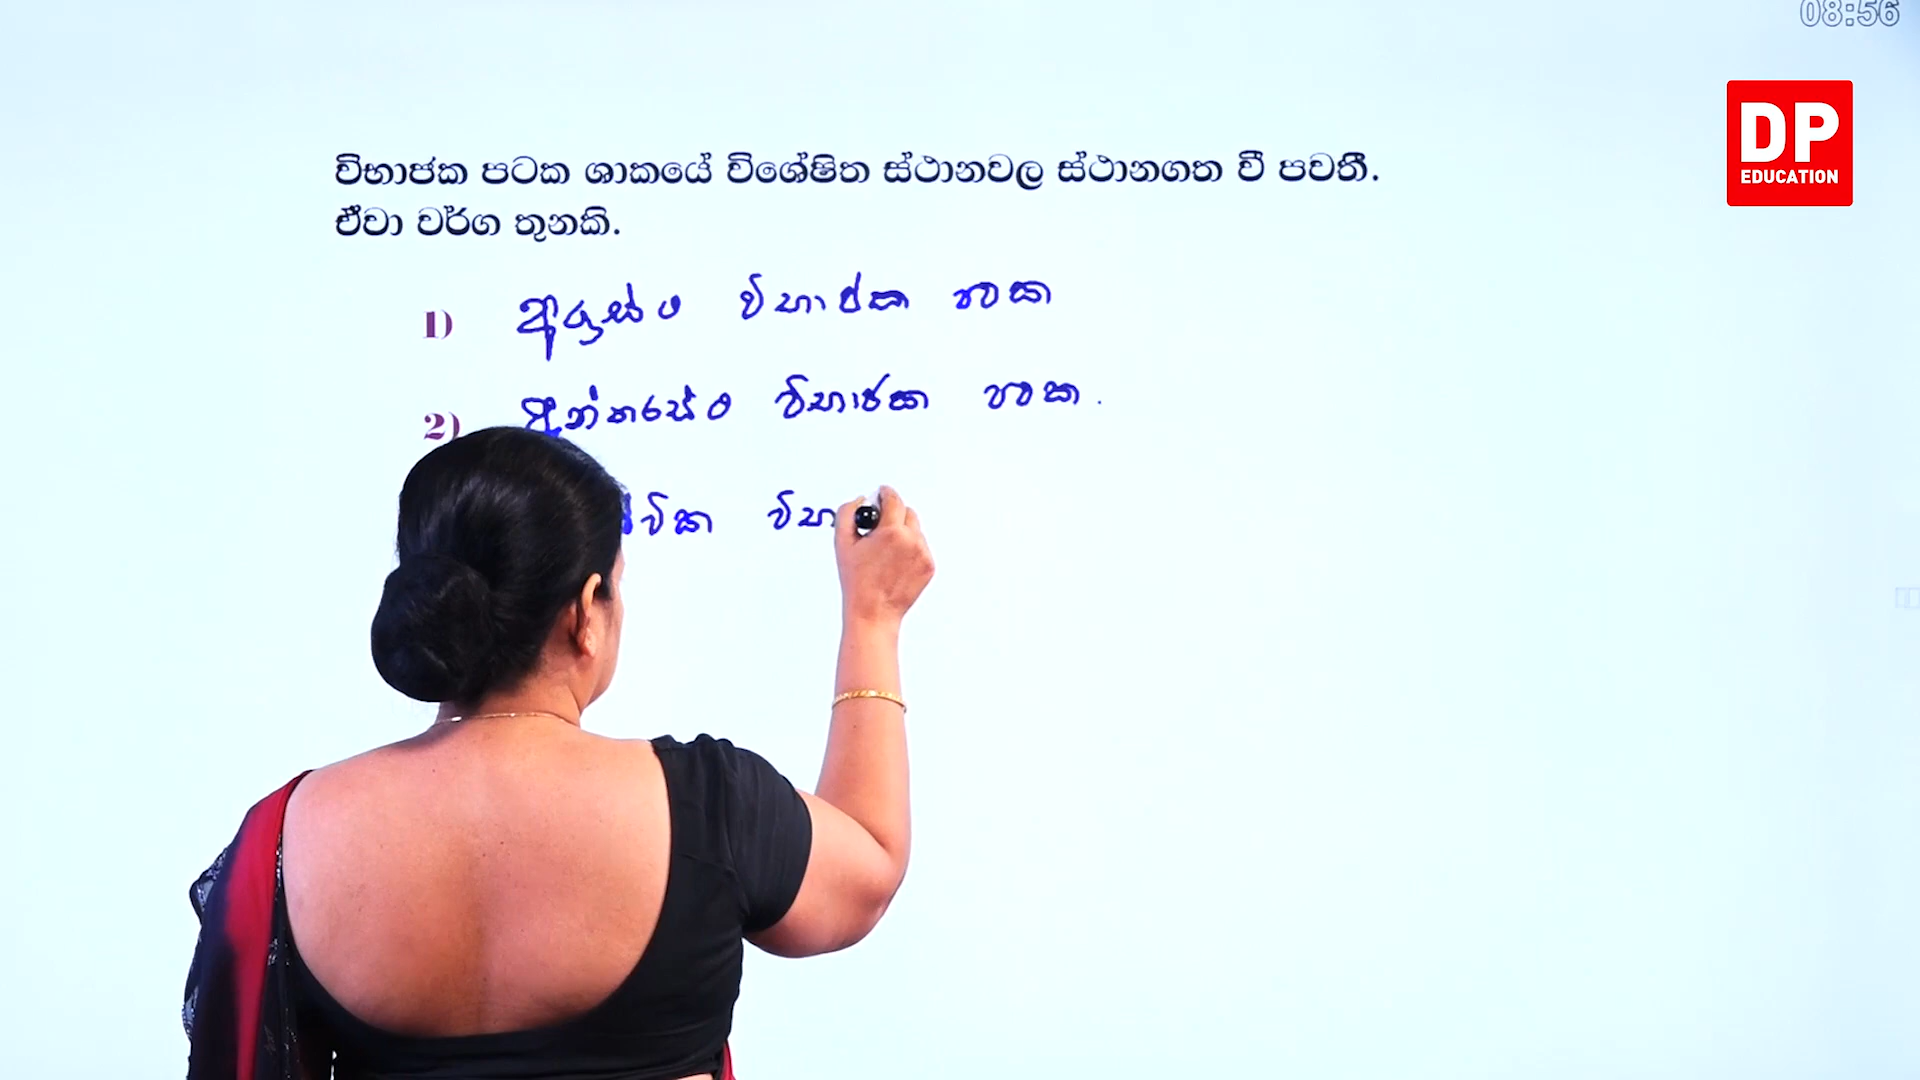 08:56
DP
EDUCATION
විභාජක පටක ශාකයේ විශේෂිත ස්ථානවල ස්ථානගත වී පවතී.
ඒවා වර්ග තුනකි.
1) අග්‍රස්ථ විභාජක පටක
2) අන්තරස්ථ විභාජක පටක.
විභා